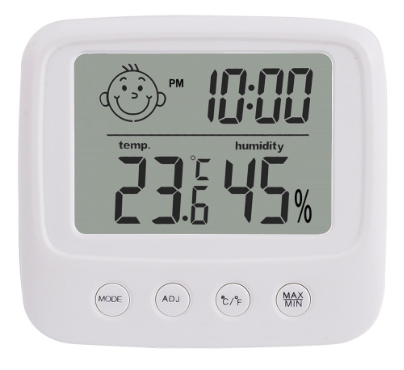 PM 10:00
temp. humidity
23.6 °C 45%
MODE ADJ °C/°F MAX MIN